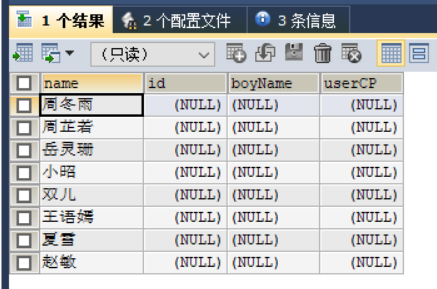 1 个结果 2 个配置文件 3 条信息
(只读)
name id boyName userCP
周冬雨 (NULL) (NULL) (NULL)
周芷若 (NULL) (NULL) (NULL)
岳灵珊 (NULL) (NULL) (NULL)
小昭 (NULL) (NULL) (NULL)
双儿 (NULL) (NULL) (NULL)
王语嫣 (NULL) (NULL) (NULL)
夏雪 (NULL) (NULL) (NULL)
赵敏 (NULL) (NULL) (NULL)